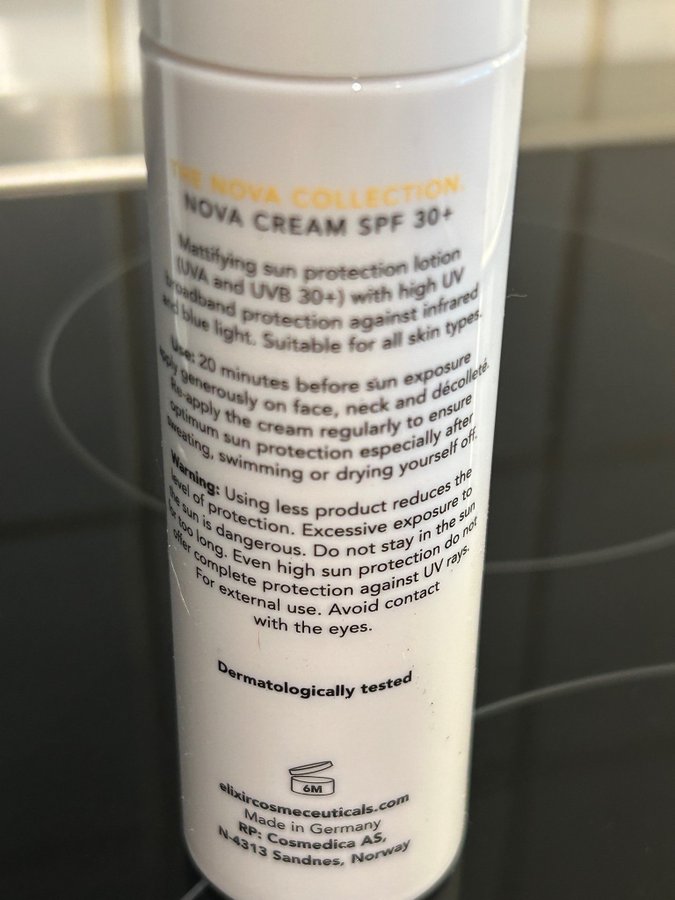 THE NOVA COLLECTION.
NOVA CREAM SPF 30+
Mattifying sun protection lotion
(UVA and UVB 30+) with high UV
broadband protection against infrared
and blue light. Suitable for all skin types.
Use: 20 minutes before sun exposure
apply generously on face, neck and décolleté.
Re-apply the cream regularly to ensure
optimum sun protection especially after
sweating, swimming or drying yourself off.
Warning: Using less product reduces the
level of protection. Excessive exposure to
the sun is dangerous. Do not stay in the sun
for too long. Even high sun protection do not
offer complete protection against UV rays.
For external use. Avoid contact
with the eyes.
Dermatologically tested
6M
elixircosmeceuticals.com
Made in Germany
RP: Cosmedica AS,
N-4313 Sandnes, Norway